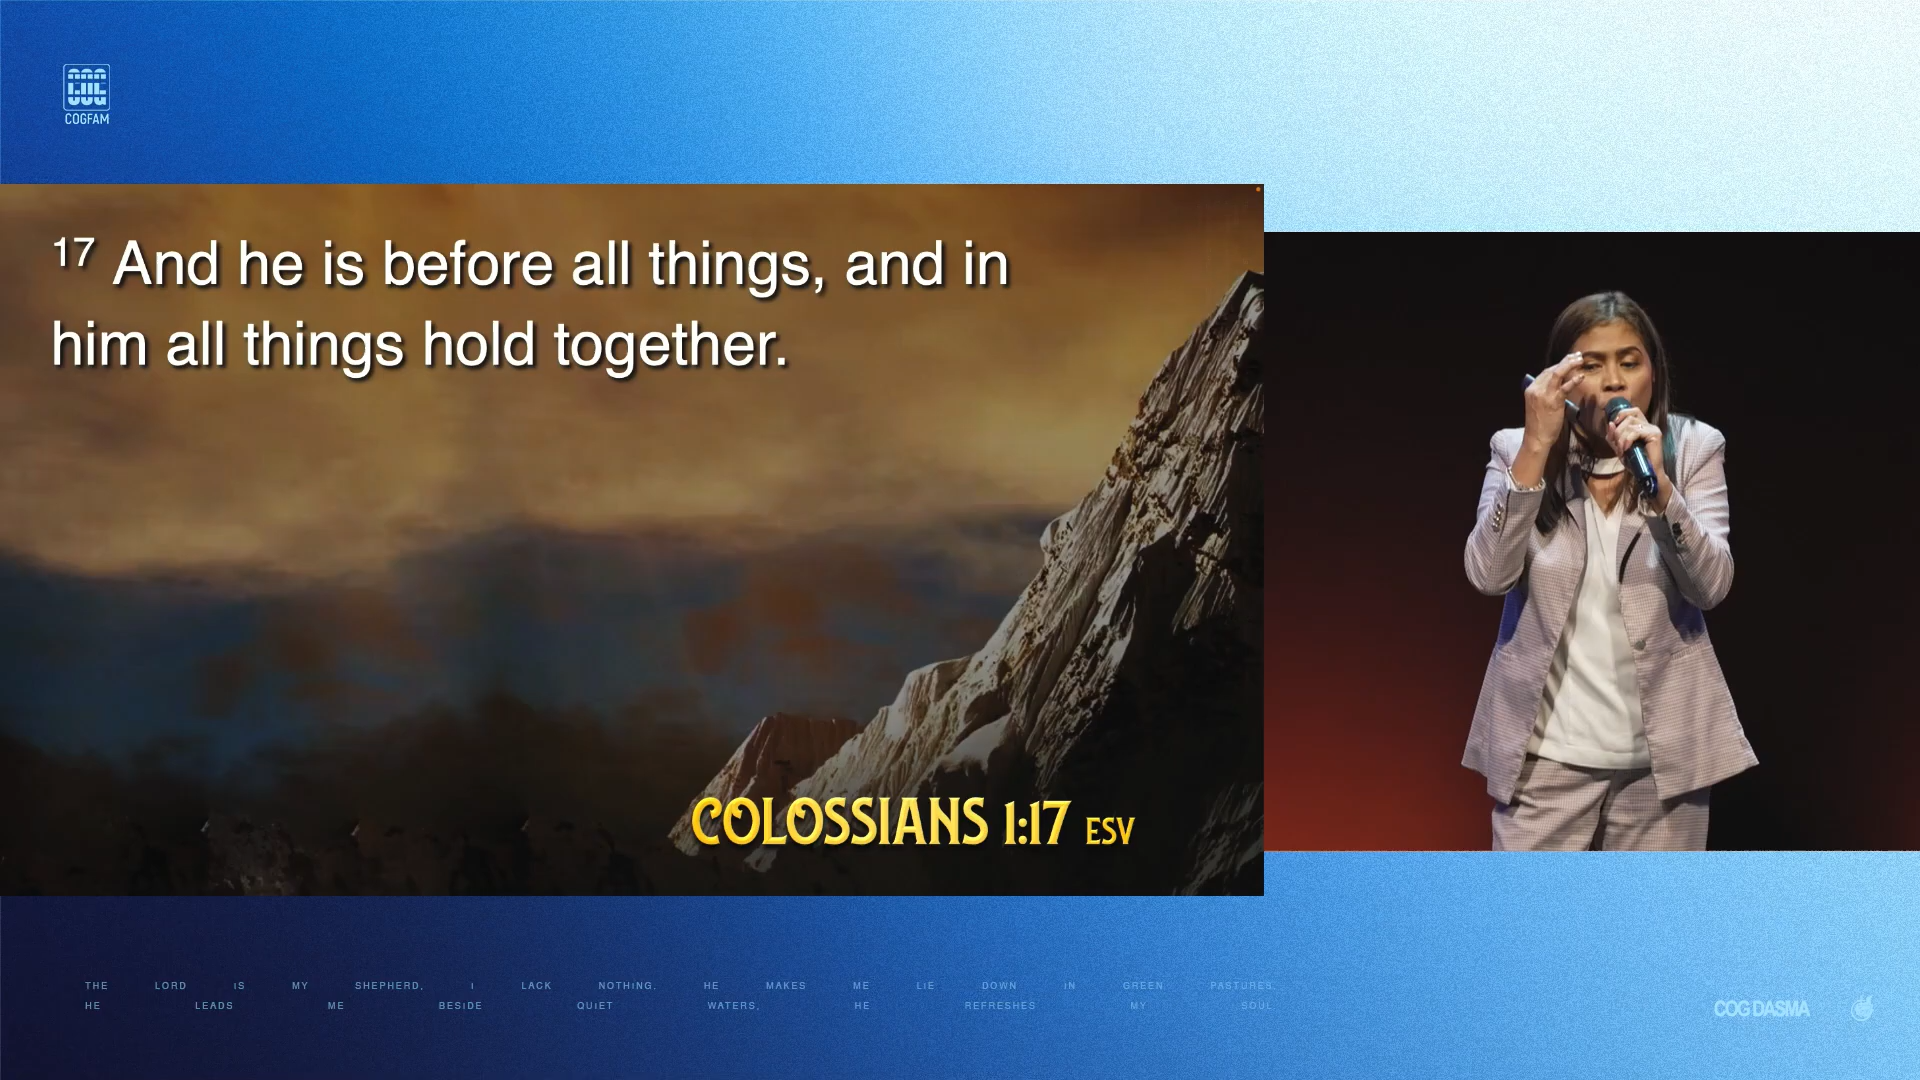 COG
COGFAM
17 And he is before all things, and in
him all things hold together.
COLOSSIANS 1:17 ESV
THE LORD IS MY SHEPHERD, I LACK NOTHING. HE MAKES ME LIE DOWN IN GREEN PASTURES,
HE LEADS ME BESIDE QUIET WATERS, HE REFRESHES MY SOUL
COG DASMA